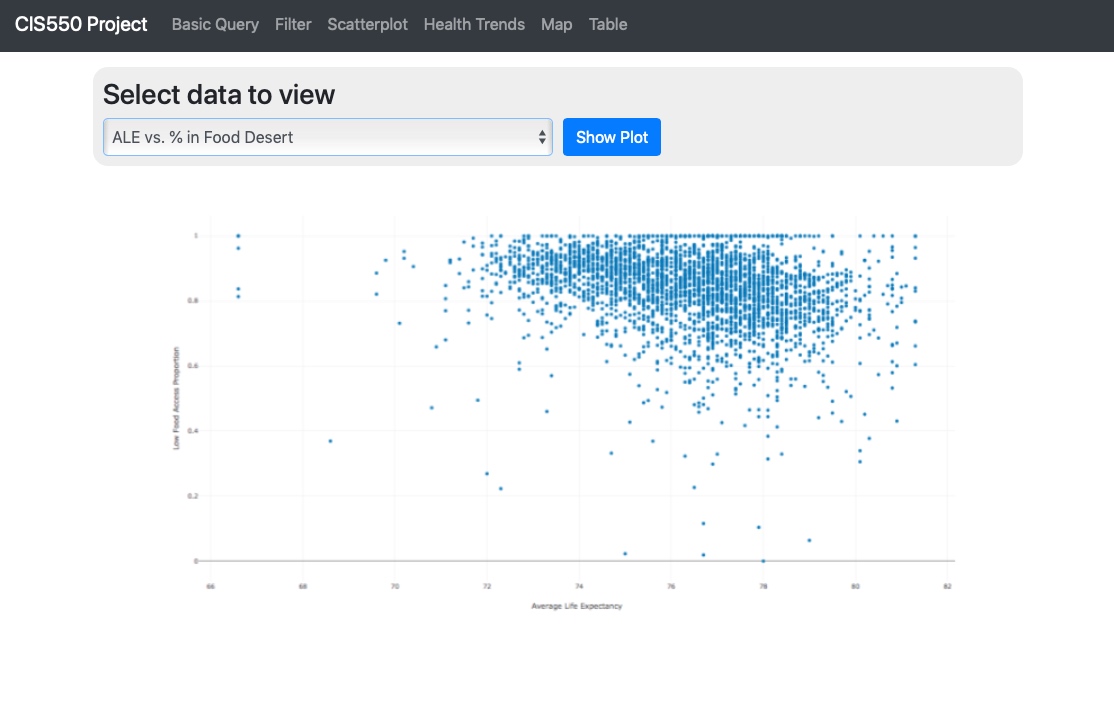 CIS550 Project Basic Query Filter Scatterplot Health Trends Map Table
Select data to view
ALE vs. % in Food Desert
Show Plot
1
0.8
0.6
0.4
0.2
0
Low Food Access Proportion
66 68 70 72 74 76 78 80 82
Average Life Expectancy